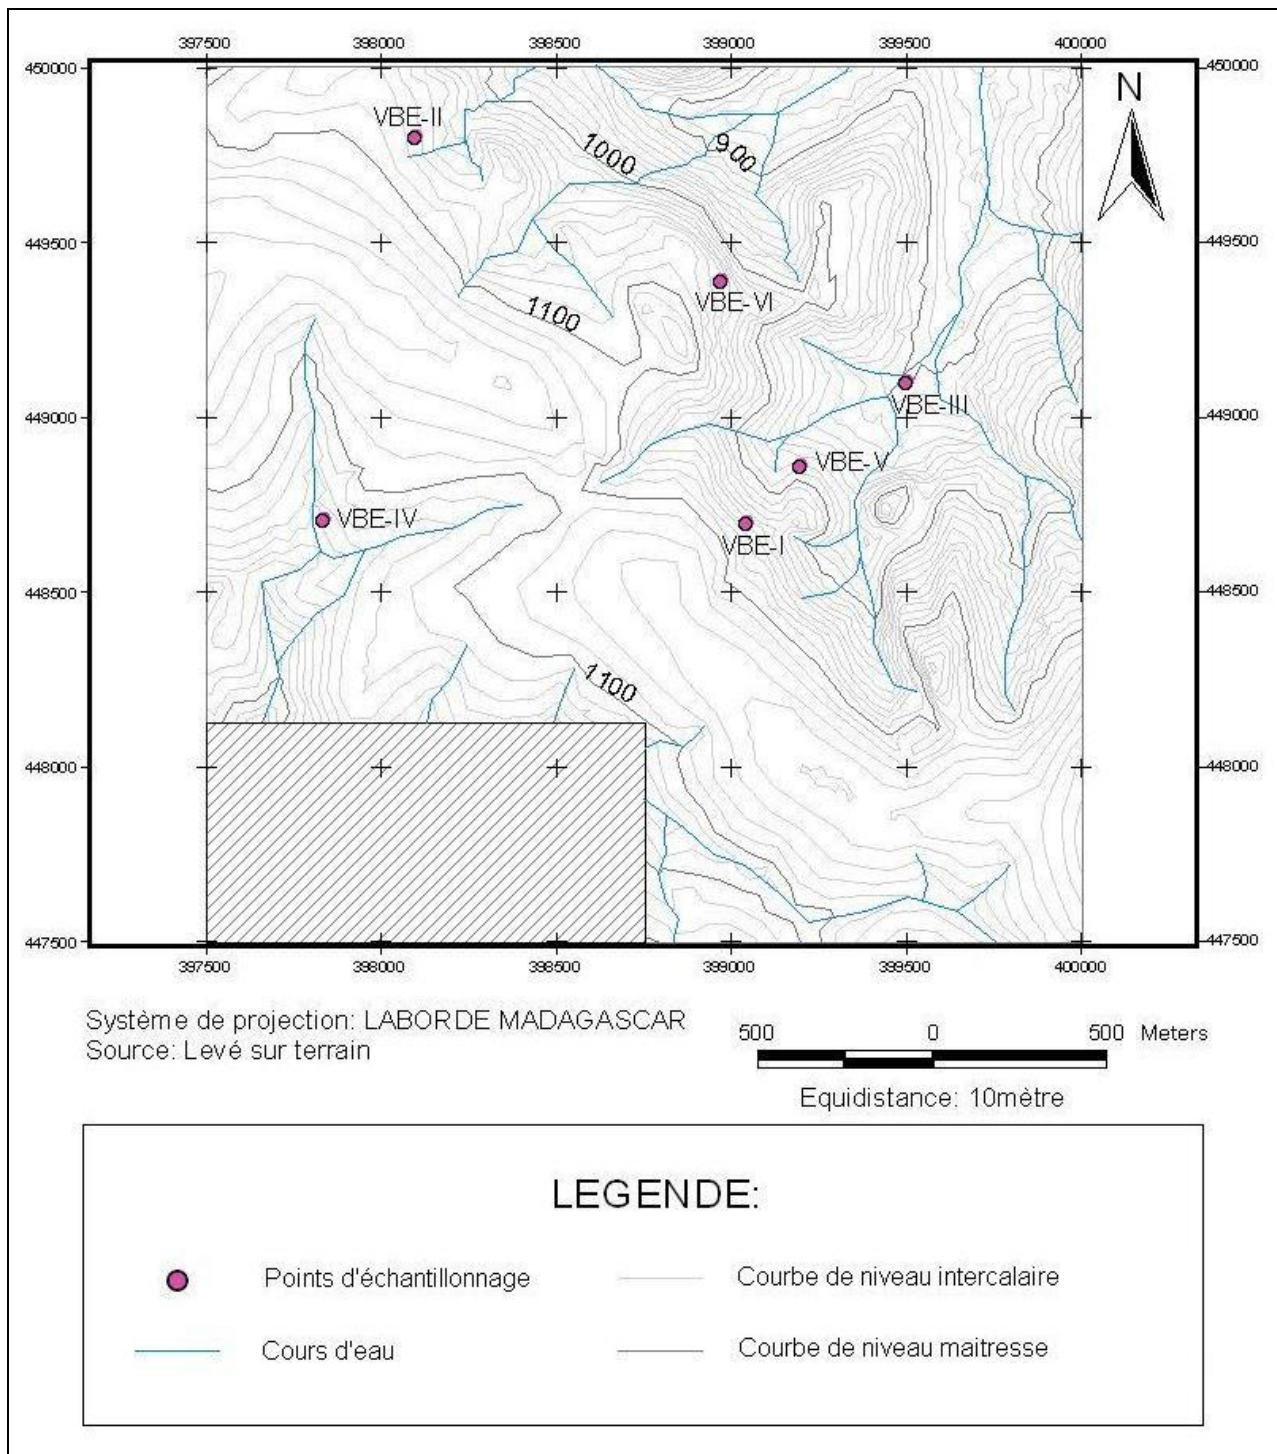 397500 398000 398500 399000 399500 400000
450000 450000
N
VBE-II
1000
900
449500 449500
VBE-VI
1100
449000 449000
VBE-III
VBE-V
VBE-IV
VBE-I
448500 448500
1100
448000 448000
447500 447500
397500 398000 398500 399000 399500 400000
Système de projection: LABORDE MADAGASCAR
Source: Levé sur terrain
500 0 500 Meters
Equidistance: 10mètre
LEGENDE:
Points d'échantillonnage
Courbe de niveau intercalaire
Cours d'eau
Courbe de niveau maitresse